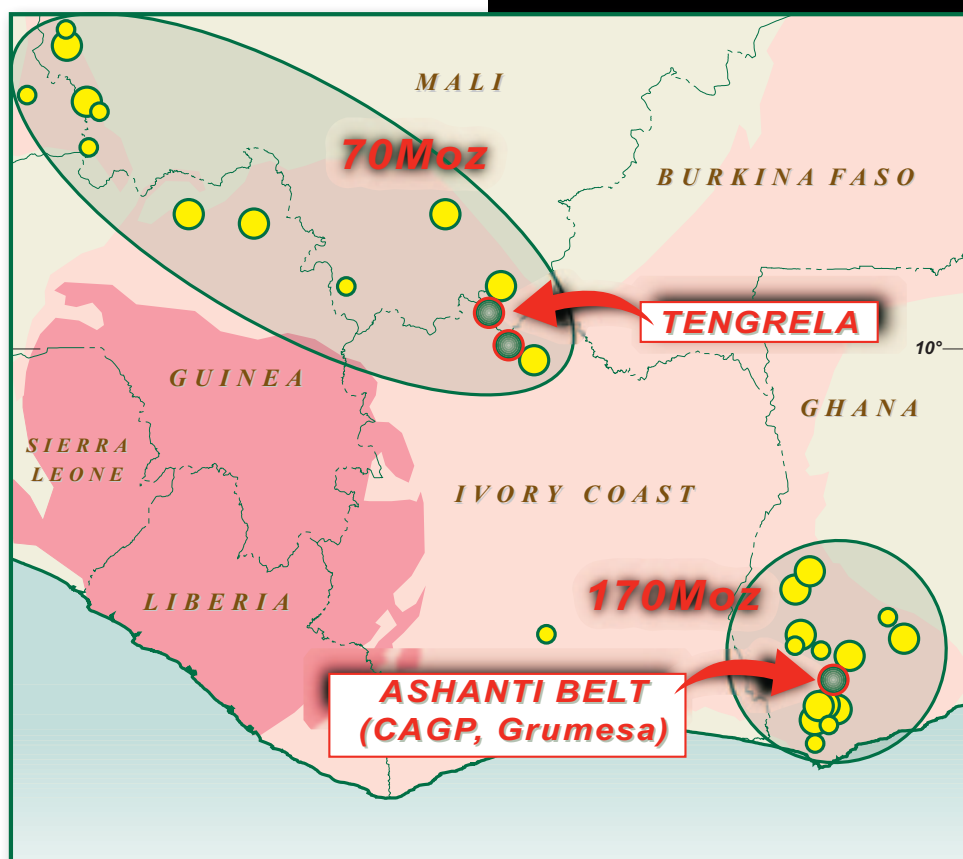 MALI
70Moz
BURKINA FASO
TENGRELA
10°
GUINEA
GHANA
SIERRA
LEONE
IVORY COAST
170Moz
LIBERIA
ASHANTI BELT
(CAGP, Grumesa)